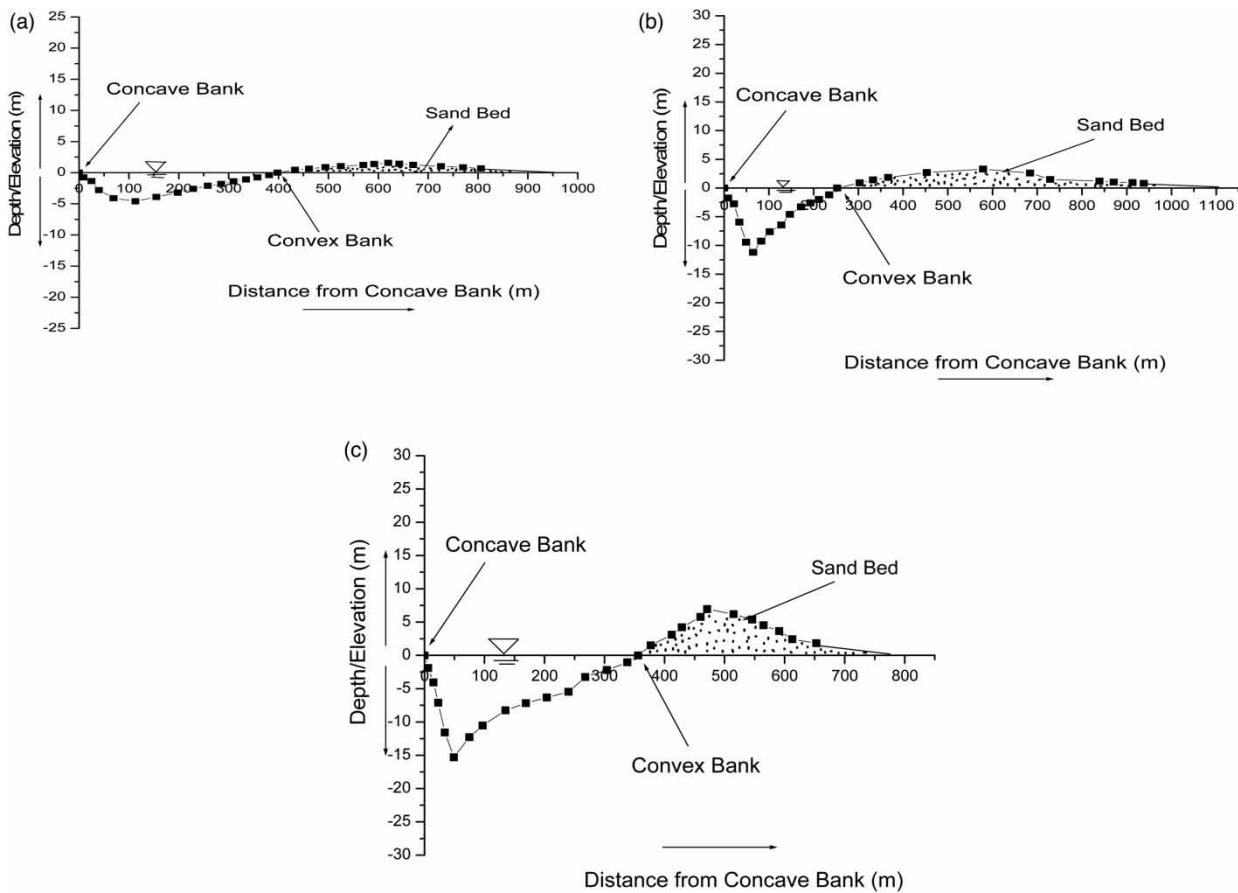 (a)
25
20
15
10
5
0
-5
-10
-15
-20
-25
Depth/Elevation (m)
Concave Bank
Sand Bed
0 100 200 300 400 500 600 700 800 900 1000
Convex Bank
Distance from Concave Bank (m)
(b)
30
25
20
15
10
5
0
-5
-10
-15
-20
-25
-30
Depth/Elevation (m)
Concave Bank
Sand Bed
0 100 200 300 400 500 600 700 800 900 1000 1100
Convex Bank
Distance from Concave Bank (m)
(c)
30
25
20
15
10
5
0
-5
-10
-15
-20
-25
-30
Depth/Elevation (m)
Concave Bank
Sand Bed
0 100 200 300 400 500 600 700 800
Convex Bank
Distance from Concave Bank (m)